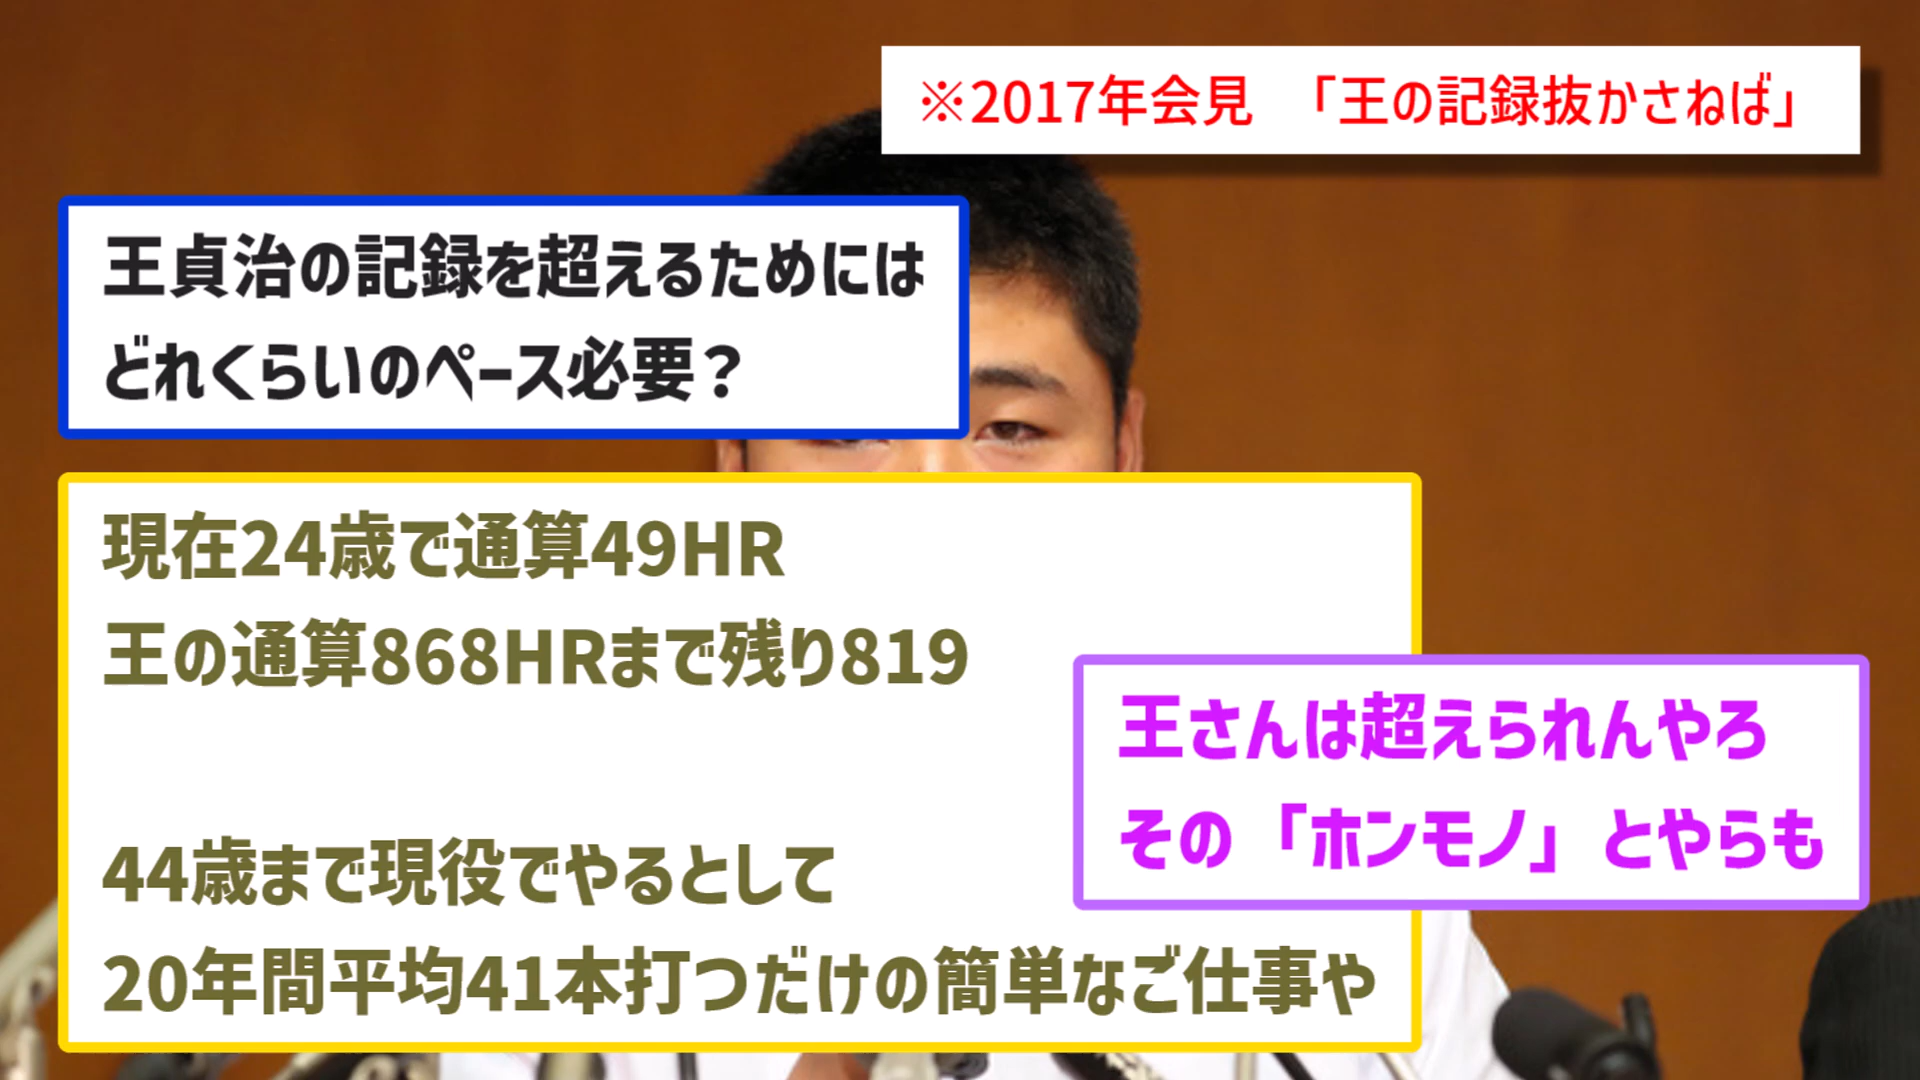 ※2017年会見 「王の記録抜かさねば」
王貞治の記録を超えるためには
どれくらいのペース必要？
現在24歳で通算49HR
王の通算868HRまで残り819
44歳まで現役でやるとして
20年間平均41本打つだけの簡単なご仕事や
王さんは超えられんやろ
その「ホンモノ」とやらも